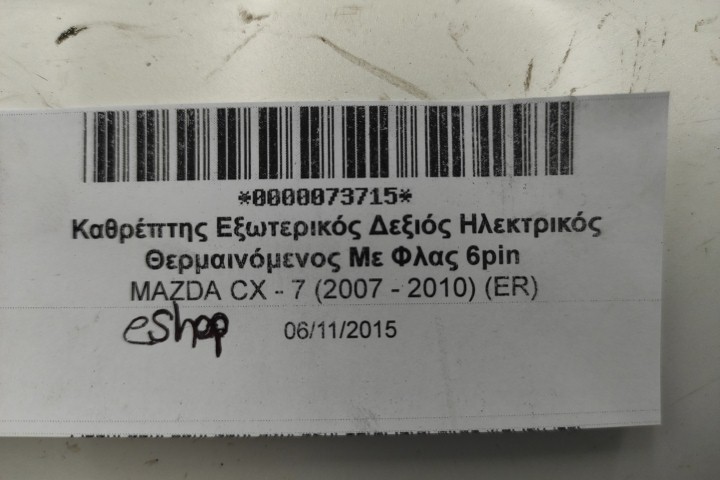 *0000073715*
Καθρέπτης Εξωτερικός Δεξιός Ηλεκτρικός
Θερμαινόμενος Με Φλας 6pin
MAZDA CX - 7 (2007 - 2010) (ER)
eshop 06/11/2015